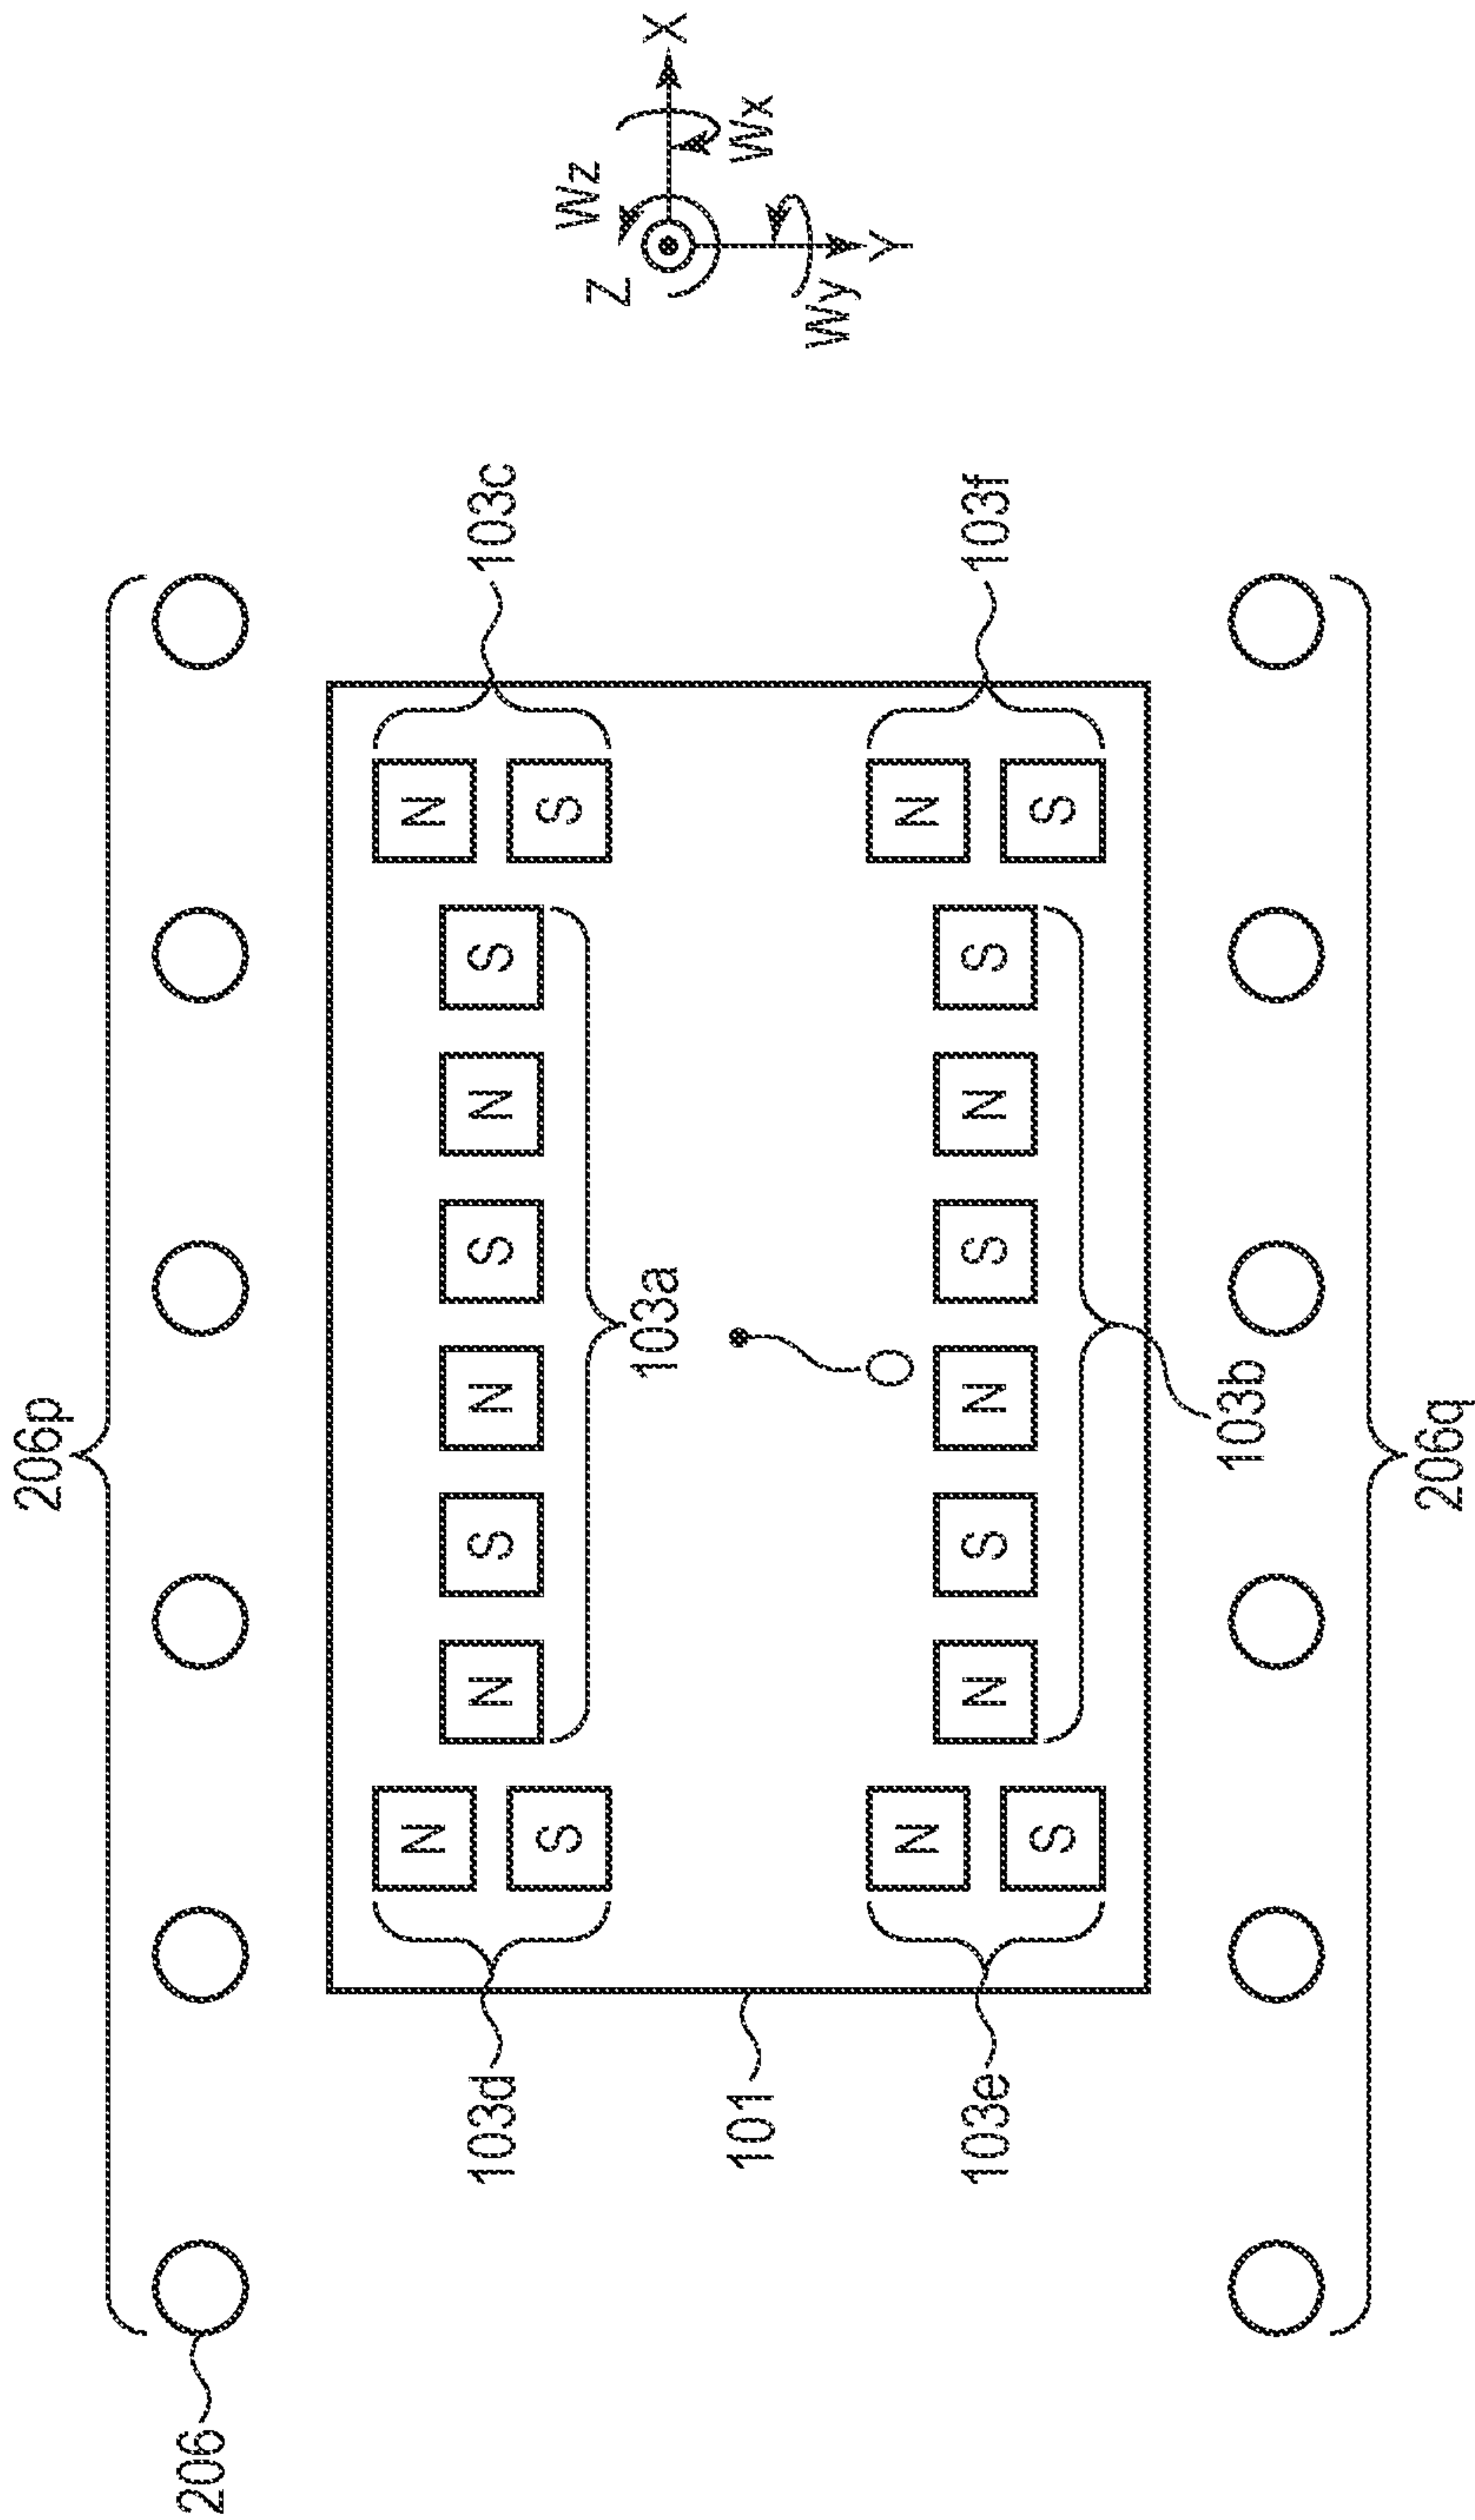 206p
206
N N
103d N S N S N S 103c
S S
103a
101
O
N N
103e N S N S N S 103f
S S
103b
206q
Wz
Z
X
Wx
Wy
Y